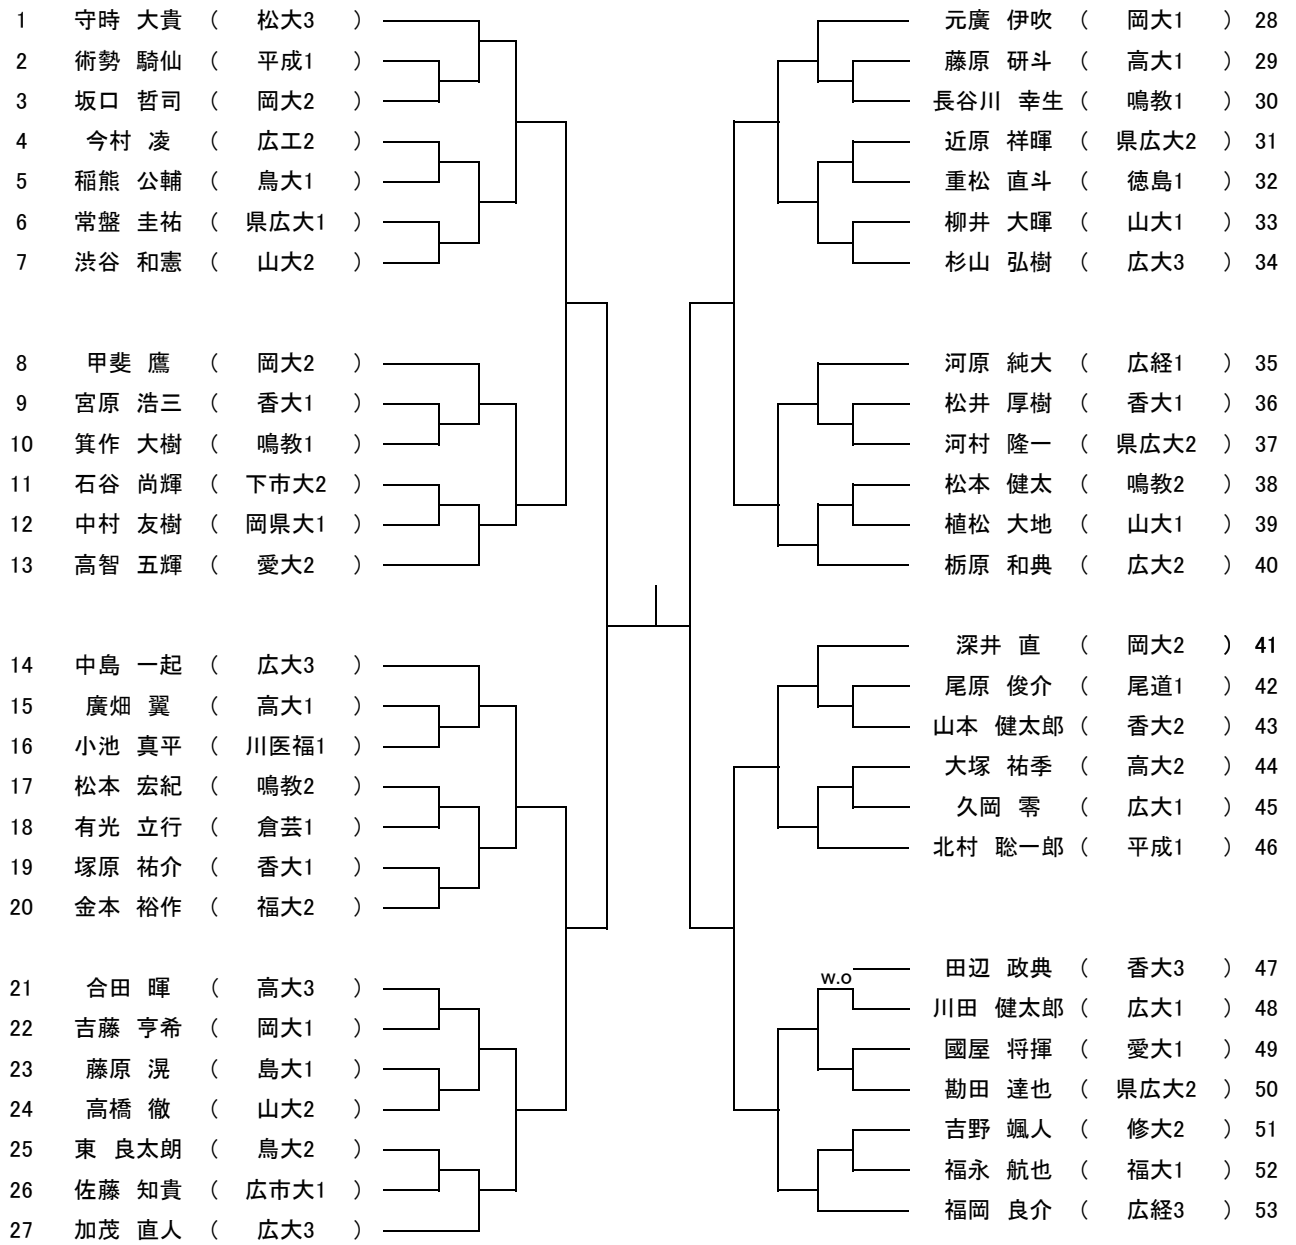 1 守時 大貴 ( 松大3 )
2 術勢 騎仙 ( 平成1 )
3 坂口 哲司 ( 岡大2 )
4 今村 凌 ( 広工2 )
5 稲熊 公輔 ( 鳥大1 )
6 常盤 圭祐 ( 県広大1 )
7 渋谷 和憲 ( 山大2 )
8 甲斐 鷹 ( 岡大2 )
9 宮原 浩三 ( 香大1 )
10 箕作 大樹 ( 鳴教1 )
11 石谷 尚輝 ( 下市大2 )
12 中村 友樹 ( 岡県大1 )
13 高智 五輝 ( 愛大2 )
14 中島 一起 ( 広大3 )
15 廣畑 翼 ( 高大1 )
16 小池 真平 ( 川医福1 )
17 松本 宏紀 ( 鳴教2 )
18 有光 立行 ( 倉芸1 )
19 塚原 祐介 ( 香大1 )
20 金本 裕作 ( 福大2 )
21 合田 暉 ( 高大3 )
22 吉藤 亨希 ( 岡大1 )
23 藤原 滉 ( 島大1 )
24 高橋 徹 ( 山大2 )
25 東 良太朗 ( 鳥大2 )
26 佐藤 知貴 ( 広市大1 )
27 加茂 直人 ( 広大3 )
元廣 伊吹 ( 岡大1 ) 28
藤原 研斗 ( 高大1 ) 29
長谷川 幸生 ( 鳴教1 ) 30
近原 祥暉 ( 県広大2 ) 31
重松 直斗 ( 徳島1 ) 32
柳井 大暉 ( 山大1 ) 33
杉山 弘樹 ( 広大3 ) 34
河原 純大 ( 広経1 ) 35
松井 厚樹 ( 香大1 ) 36
河村 隆一 ( 県広大2 ) 37
松本 健太 ( 鳴教2 ) 38
植松 大地 ( 山大1 ) 39
栃原 和典 ( 広大2 ) 40
深井 直 ( 岡大2 ) 41
尾原 俊介 ( 尾道1 ) 42
山本 健太郎 ( 香大2 ) 43
大塚 祐季 ( 高大2 ) 44
久岡 零 ( 広大1 ) 45
北村 聡一郎 ( 平成1 ) 46
w.o 田辺 政典 ( 香大3 ) 47
川田 健太郎 ( 広大1 ) 48
國屋 将揮 ( 愛大1 ) 49
勘田 達也 ( 県広大2 ) 50
吉野 颯人 ( 修大2 ) 51
福永 航也 ( 福大1 ) 52
福岡 良介 ( 広経3 ) 53